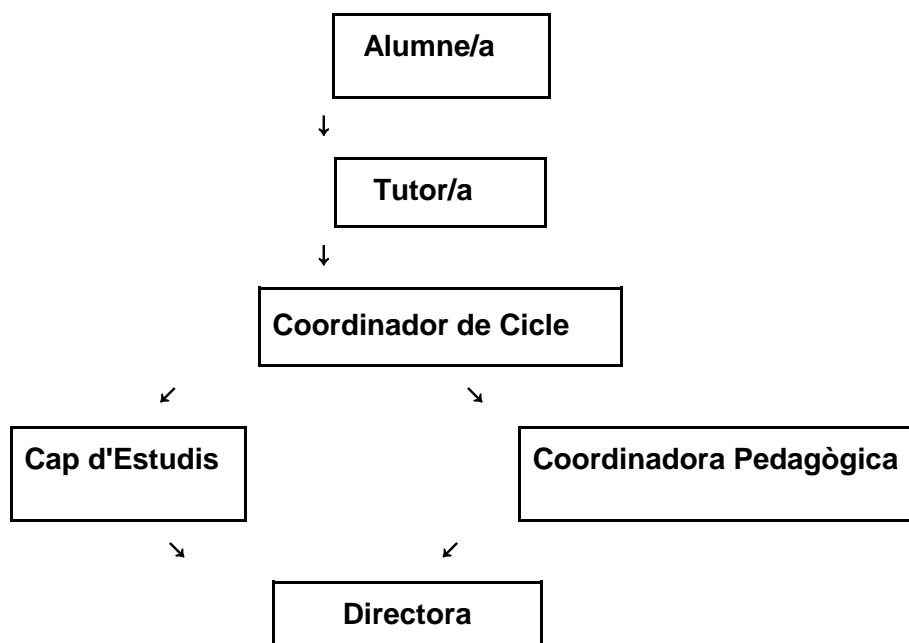 Alumne/a
↓
Tutor/a
↓
Coordinador de Cicle
↙ ↘
Cap d'Estudis Coordinadora Pedagògica
↘ ↙
Directora